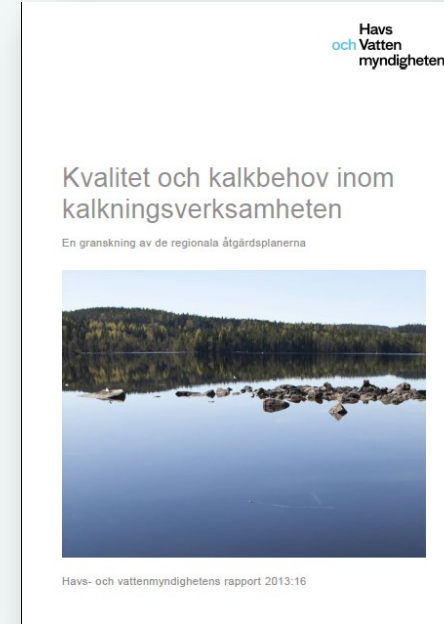 Havs
och Vatten
myndigheten
Kvalitet och kalkbehov inom
kalkningsverksamheten
En granskning av de regionala åtgärdsplanerna
Havs- och vattenmyndighetens rapport 2013:16